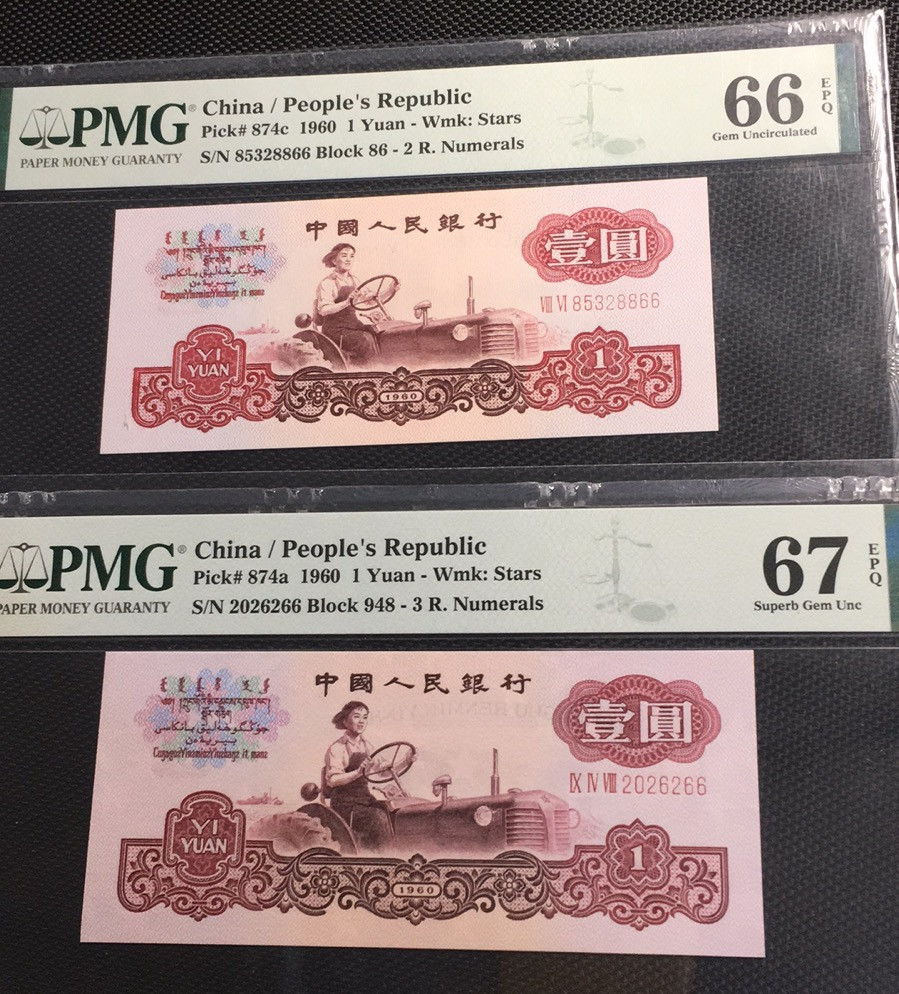 PMG®
PAPER MONEY GUARANTY
China / People's Republic
Pick# 874c 1960 1 Yuan - Wmk: Stars
S/N 85328866 Block 86 - 2 R. Numerals
66
EPQ
Gem Uncirculated
中國人民銀行
壹圓
VIII VI 85328866
YI
YUAN
1960
1
PMG®
PAPER MONEY GUARANTY
China / People's Republic
Pick# 874a 1960 1 Yuan - Wmk: Stars
S/N 2026266 Block 948 - 3 R. Numerals
67
EPQ
Superb Gem Unc
中國人民銀行
壹圓
IX IV VIII 2026266
YI
YUAN
1960
1